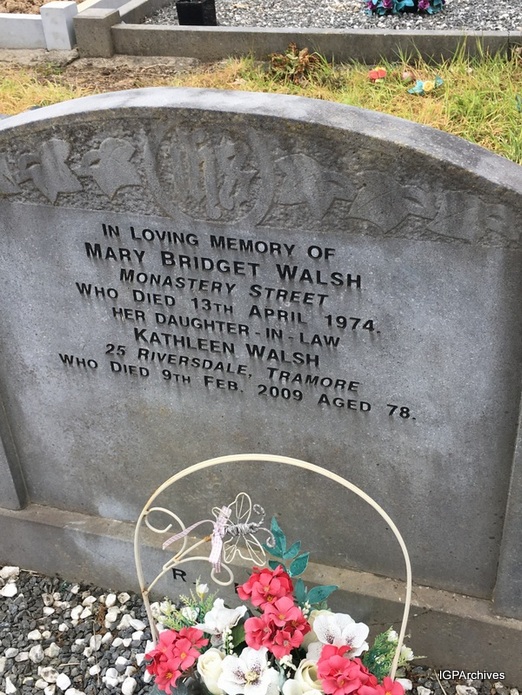 IN LOVING MEMORY OF
MARY BRIDGET WALSH
MONASTERY STREET
WHO DIED 13TH APRIL 1974.
HER DAUGHTER-IN-LAW
KATHLEEN WALSH
25 RIVERSDALE, TRAMORE
WHO DIED 9TH FEB. 2009 AGED 78.
R
IGPArchives